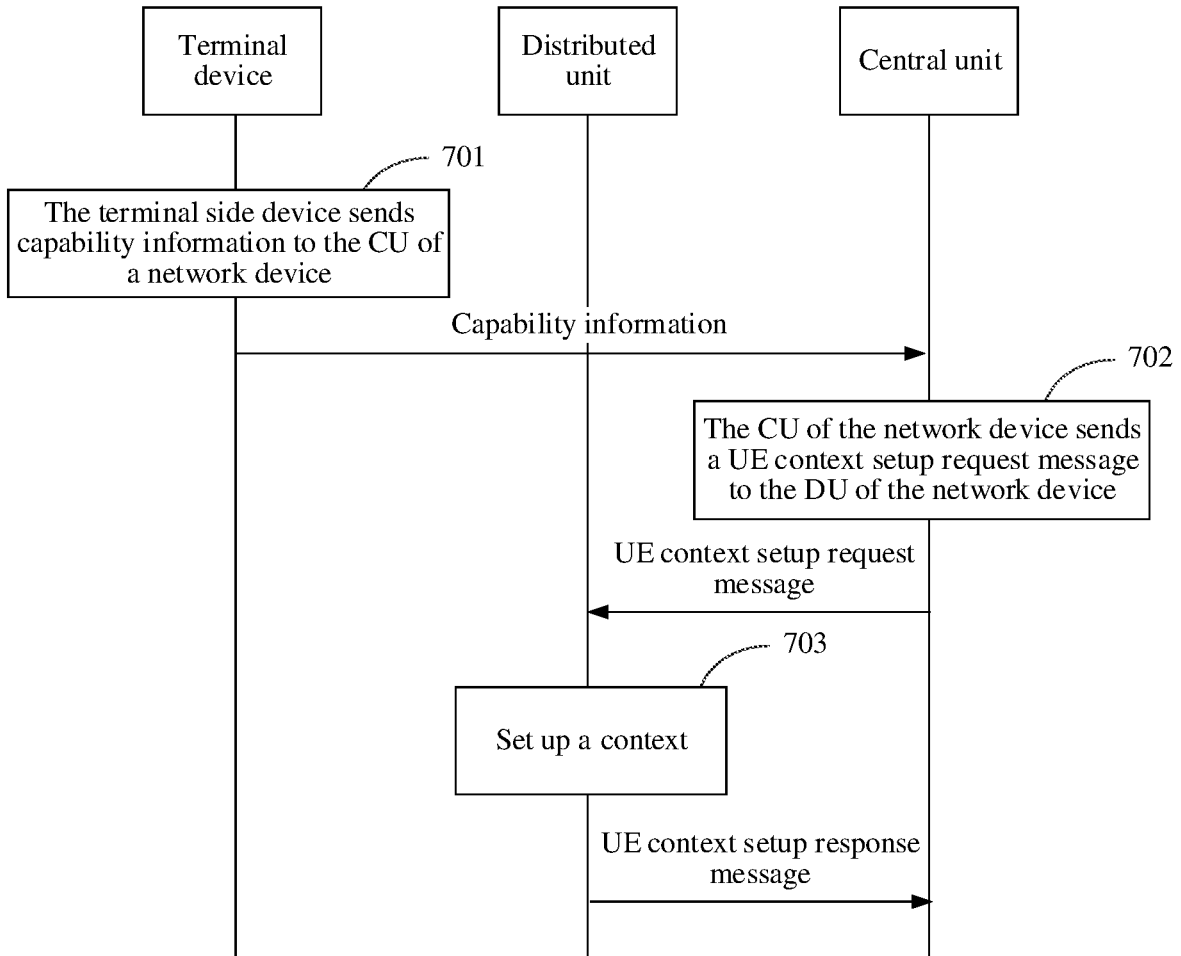 Terminal
device
Distributed
unit
Central unit
701
The terminal side device sends
capability information to the CU of
a network device
Capability information
702
The CU of the network device sends
a UE context setup request message
to the DU of the network device
UE context setup request
message
703
Set up a context
UE context setup response
message